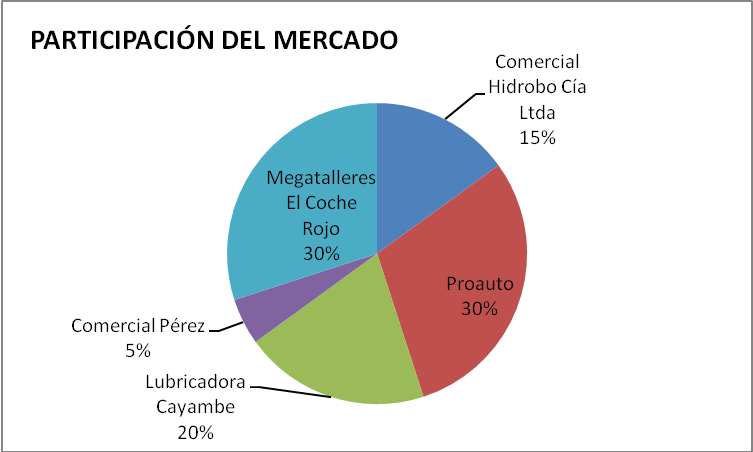 PARTICIPACIÓN DEL MERCADO
Comercial
Hidrobo Cía
Ltda
15%
Megatalleres
El Coche
Rojo
30%
Proauto
30%
Comercial Pérez
5%
Lubricadora
Cayambe
20%